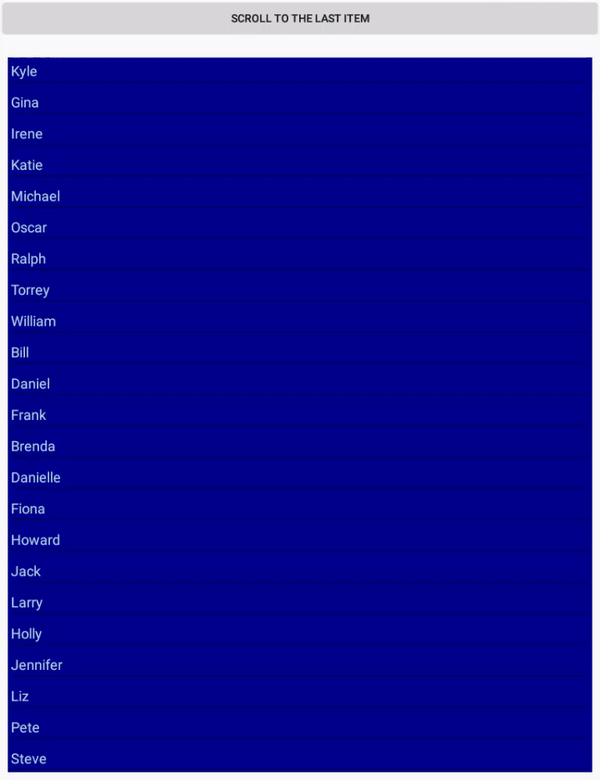 SCROLL TO THE LAST ITEM
Kyle
Gina
Irene
Katie
Michael
Oscar
Ralph
Torrey
William
Bill
Daniel
Frank
Brenda
Danielle
Fiona
Howard
Jack
Larry
Holly
Jennifer
Liz
Pete
Steve